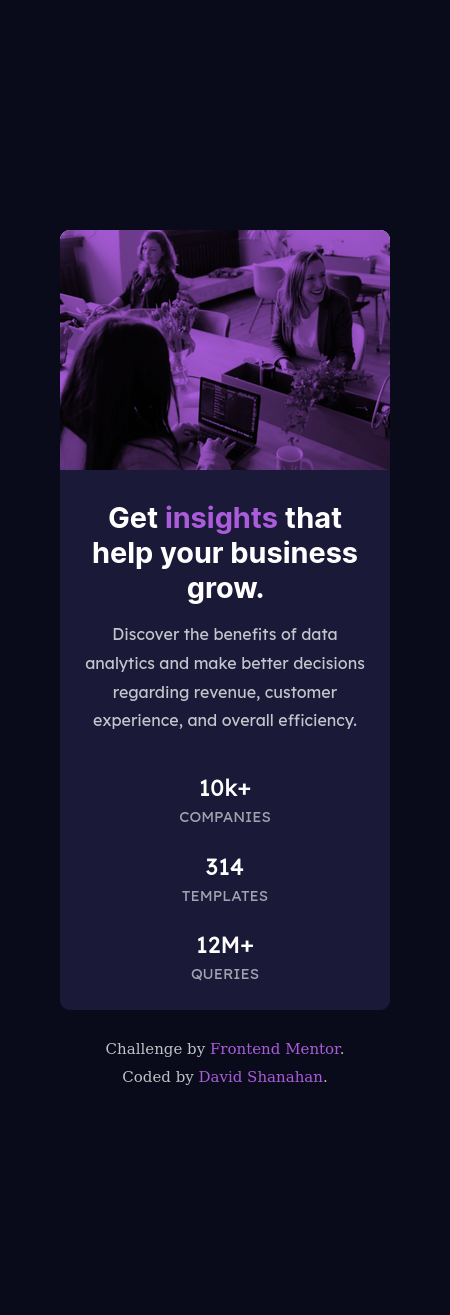 Get insights that
help your business
grow.
Discover the benefits of data
analytics and make better decisions
regarding revenue, customer
experience, and overall efficiency.
10k+
COMPANIES
314
TEMPLATES
12M+
QUERIES
Challenge by Frontend Mentor.
Coded by David Shanahan.